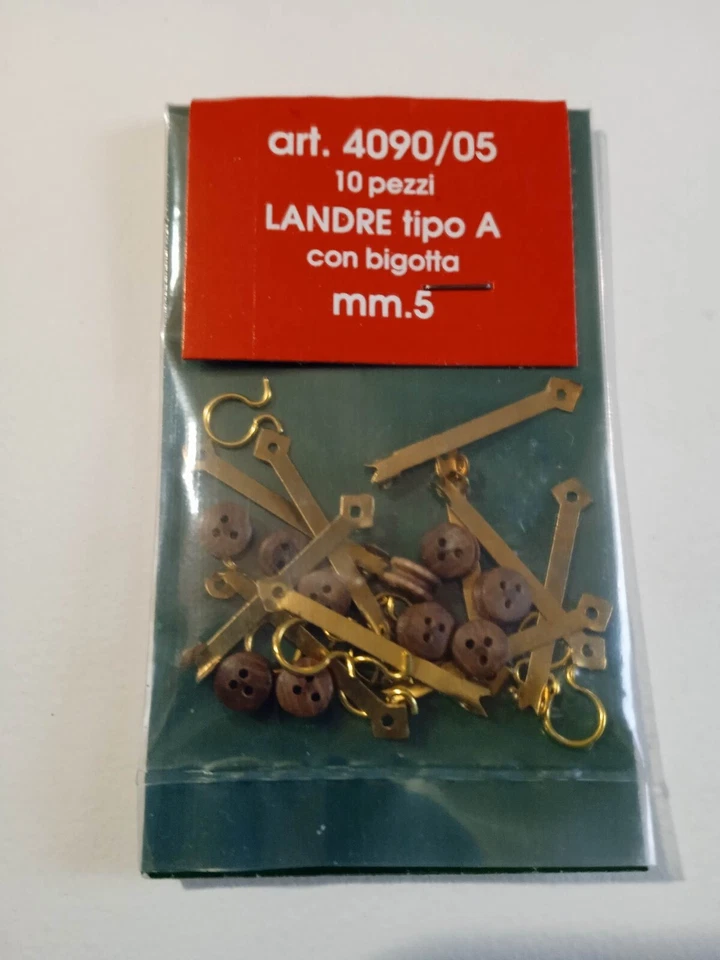 art. 4090/05
10 pezzi
LANDRE tipo A
con bigotta
mm.5